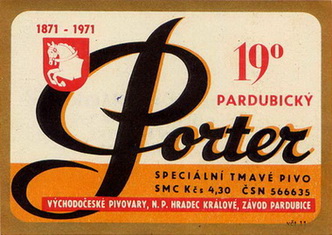 1871 - 1971
19º
PARDUBICKÝ
Porter
SPECIÁLNÍ TMAVÉ PIVO
SMC Kčs 4,30 ČSN 566635
VÝCHODOČESKÉ PIVOVARY, N. P. HRADEC KRÁLOVÉ, ZÁVOD PARDUBICE